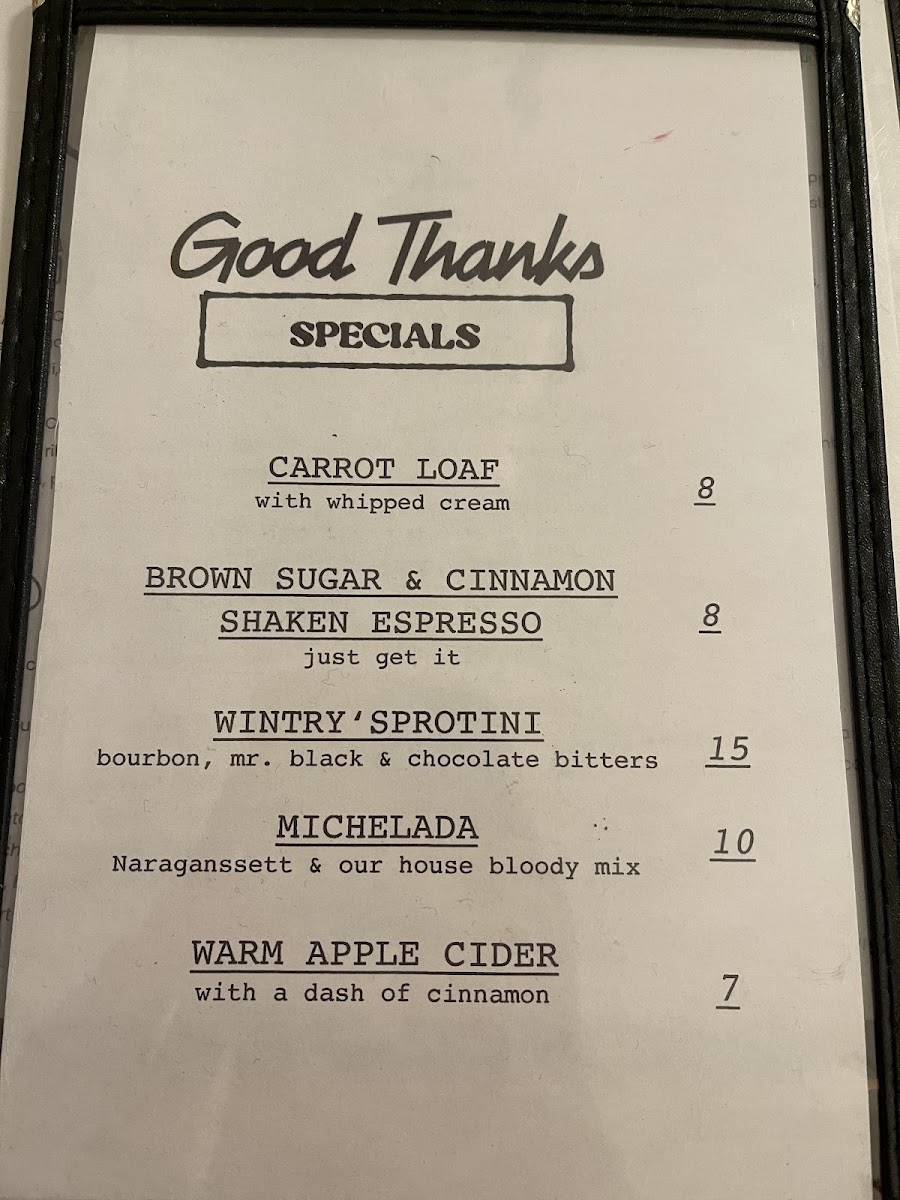 Good Thanks
SPECIALS
CARROT LOAF
with whipped cream
8
BROWN SUGAR & CINNAMON
SHAKEN ESPRESSO
just get it
8
WINTRY‘SPROTINI
bourbon, mr. black & chocolate bitters
15
MICHELADA
Naraganssett & our house bloody mix
10
WARM APPLE CIDER
with a dash of cinnamon
7